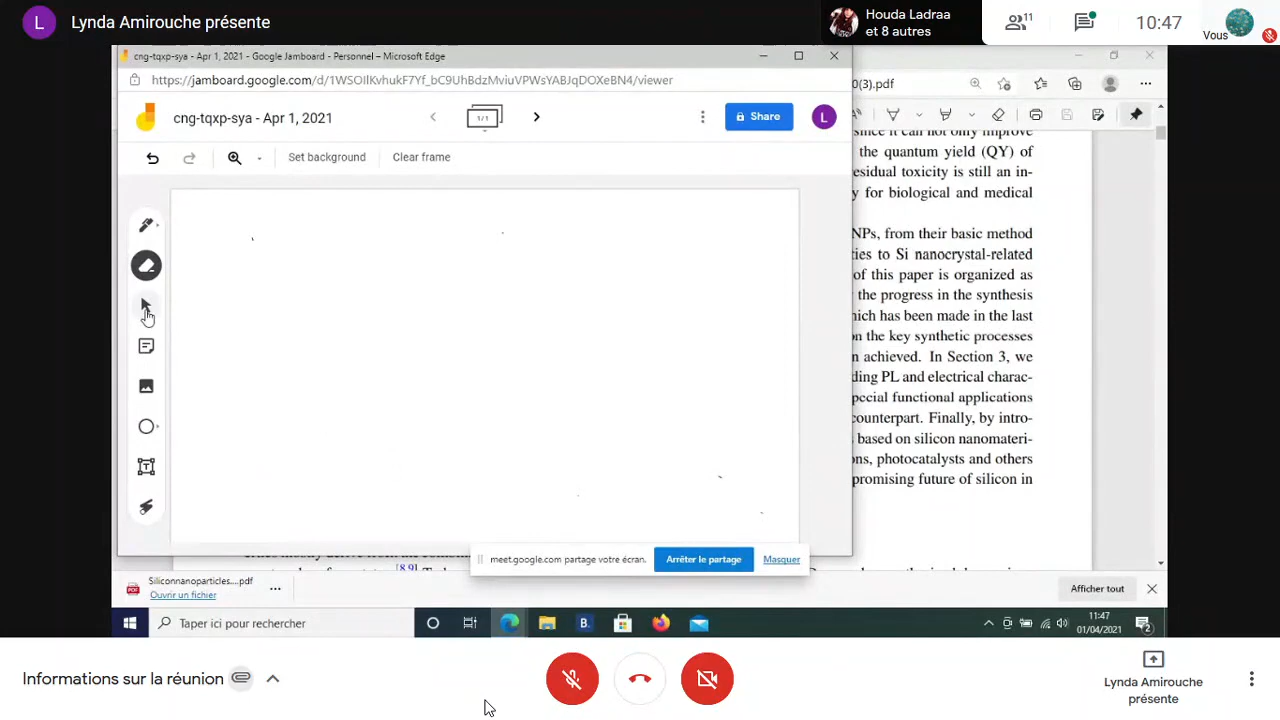 L
Lynda Amirouche présente
Houda Ladraa
et 8 autres
11
10:47
Vous
cng-tqxp-sya - Apr 1, 2021 - Google Jamboard - Personnel – Microsoft Edge
https://jamboard.google.com/d/1WSOIlKvhukF7Yf_bC9UhBdzMviuVPWsYABJqDOXeBN4/viewer
0(3).pdf
cng-tqxp-sya - Apr 1, 2021
1/1
Share
L
Set background
Clear frame
since it can not only improve
the quantum yield (QY) of
esidual toxicity is still an in-
y for biological and medical
NPs, from their basic method
ties to Si nanocrystal-related
of this paper is organized as
the progress in the synthesis
hich has been made in the last
on the key synthetic processes
n achieved. In Section 3, we
ding PL and electrical charac-
special functional applications
counterpart. Finally, by intro-
s based on silicon nanomateri-
ons, photocatalysts and others
promising future of silicon in
meet.google.com partage votre écran.
Arrêter le partage
Masquer
[8,9]
Siliconnanoparticles....pdf
Ouvrir un fichier
Afficher tout
Taper ici pour rechercher
B.
11:47
01/04/2021
2
Informations sur la réunion
Lynda Amirouche
présente